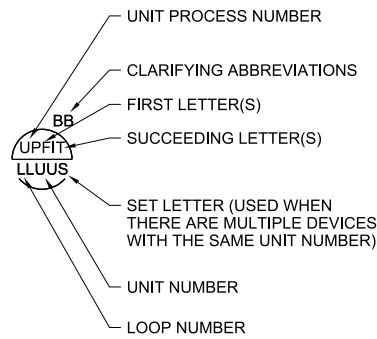 UNIT PROCESS NUMBER
CLARIFYING ABBREVIATIONS
BB
FIRST LETTER(S)
UPFIT
SUCCEEDING LETTER(S)
LLUUS
SET LETTER (USED WHEN
THERE ARE MULTIPLE DEVICES
WITH THE SAME UNIT NUMBER)
UNIT NUMBER
LOOP NUMBER